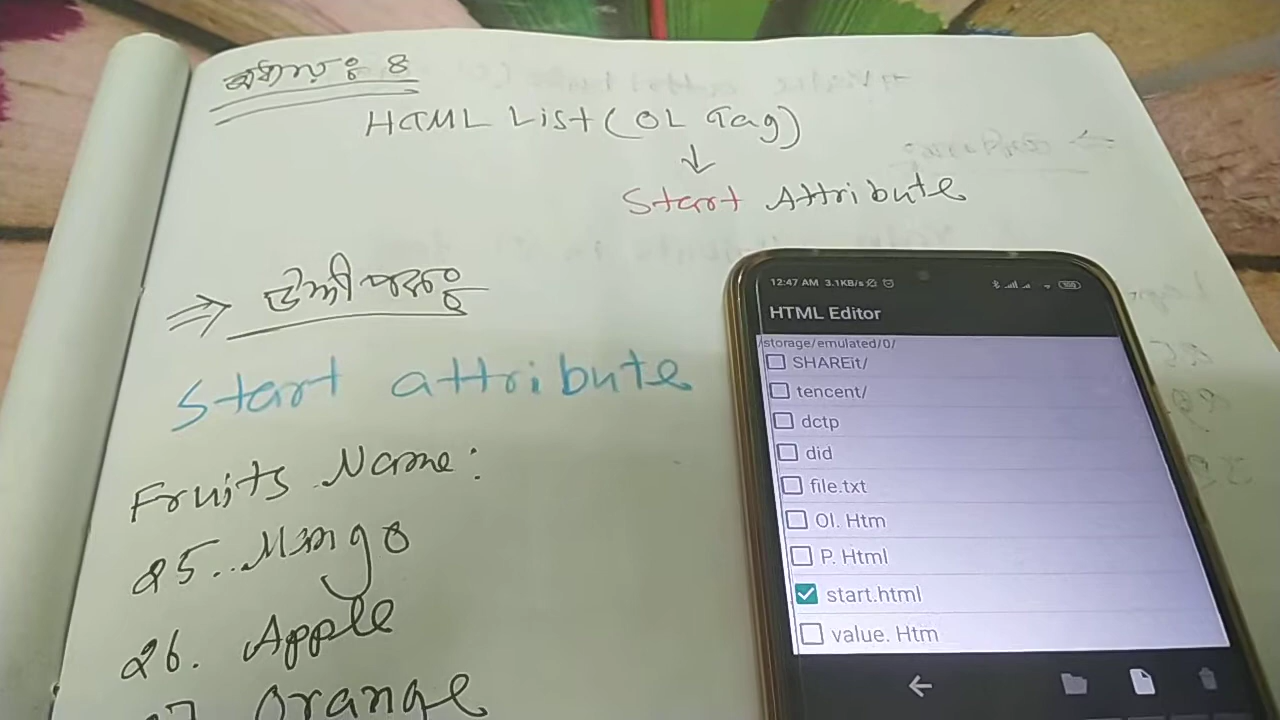 HTML List (OL Tag)
↓
Start Attribute
⇒
Start attribute
Fruits Name:
25. Mango
26. Apple
27. Orange
12:47 AM 3.1KB/s
HTML Editor
/storage/emulated/0/
SHAREit/
tencent/
dctp
did
file.txt
Ol. Htm
P. Html
start.html
value. Htm